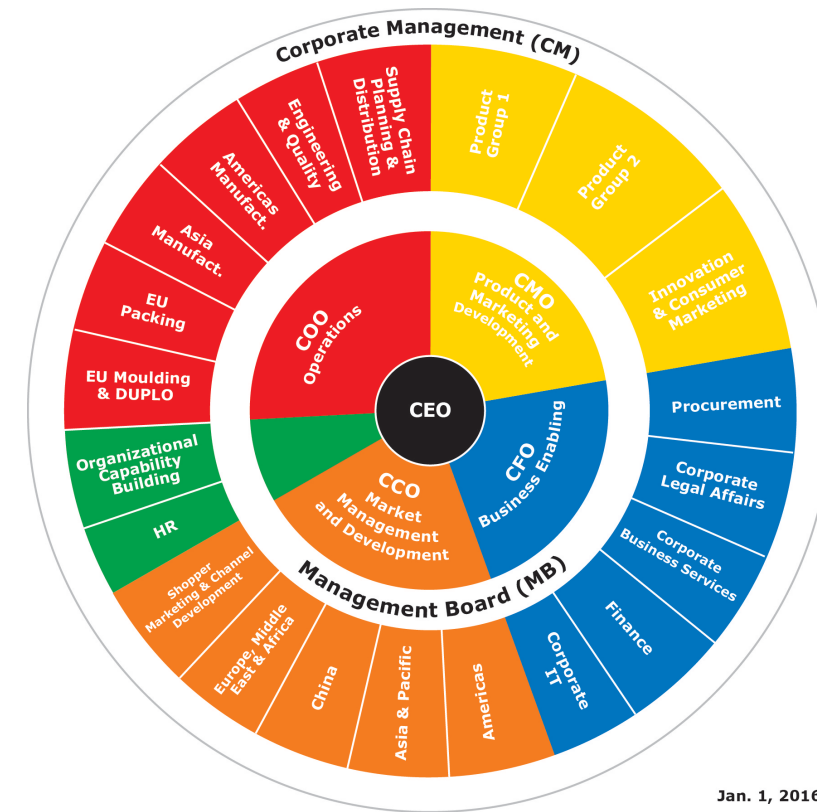 Corporate Management (CM)
Supply Chain
Planning &
Distribution
Product
Group 1
Product
Group 2
Innovation
& Consumer
Marketing
Procurement
Corporate
Legal Affairs
Corporate
Business Services
Finance
Corporate
IT
Americas
Asia & Pacific
China
Europe, Middle
East & Africa
Shopper
Marketing & Channel
Development
HR
Organizational
Capability
Building
EU Moulding
& DUPLO
EU
Packing
Asia
Manufact.
Americas
Manufact.
Engineering
& Quality
COO
Operations
CMO
Product and
Marketing
Development
CEO
CFO
Business Enabling
CCO
Market
Management
and Development
Management Board (MB)
Jan. 1, 2016